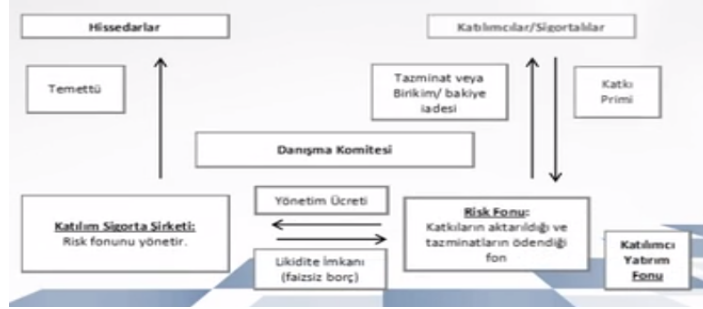 Hissedarlar
Katılımcılar/Sigortalılar
Temettü
Tazminat veya
Birikim/ bakiye
iadesi
Katkı
Primi
Danışma Komitesi
Yönetim Ücreti
Katılım Sigorta Şirketi:
Risk fonunu yönetir.
Risk Fonu:
Katkıların aktarıldığı ve
tazminatların ödendiği
fon
Likidite İmkanı
(faizsiz borç)
Katılımcı
Yatırım
Fonu